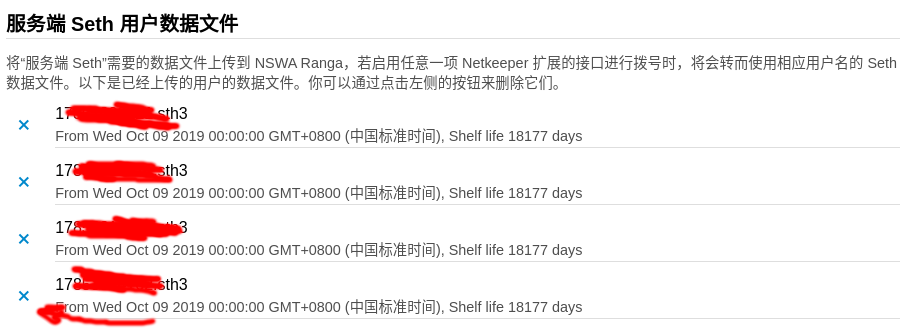 服务端 Seth 用户数据文件
将“服务端 Seth”需要的数据文件上传到 NSWA Ranga，若启用任意一项 Netkeeper 扩展的接口进行拨号时，将会转而使用相应用户名的 Seth
数据文件。以下是已经上传的用户的数据文件。你可以通过点击左侧的按钮来删除它们。
sth3
From Wed Oct 09 2019 00:00:00 GMT+0800 (中国标准时间), Shelf life 18177 days
sth3
From Wed Oct 09 2019 00:00:00 GMT+0800 (中国标准时间), Shelf life 18177 days
sth3
From Wed Oct 09 2019 00:00:00 GMT+0800 (中国标准时间), Shelf life 18177 days
sth3
From Wed Oct 09 2019 00:00:00 GMT+0800 (中国标准时间), Shelf life 18177 days